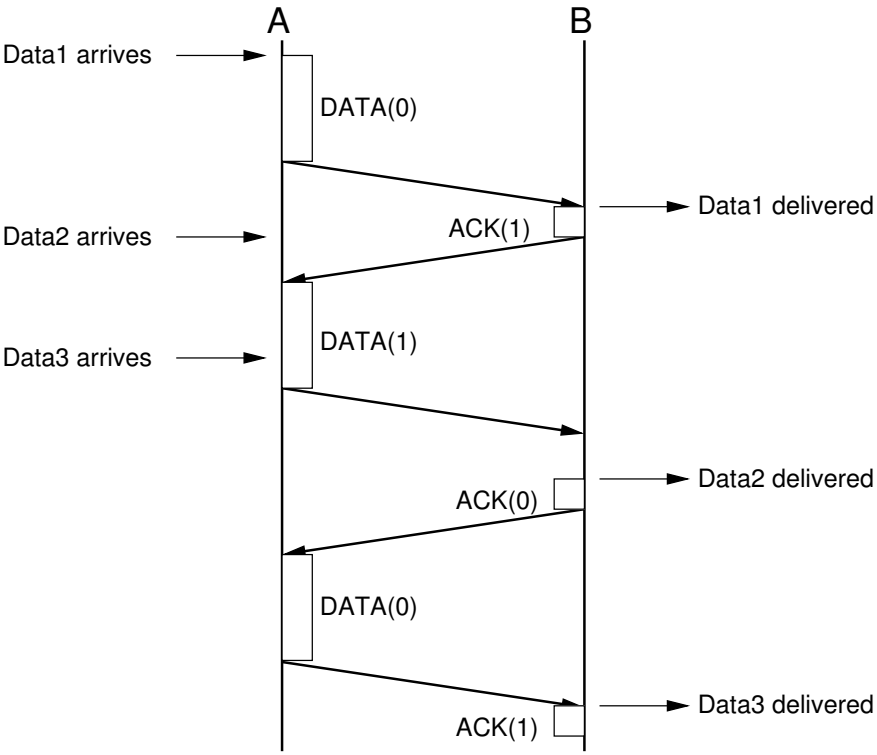 A
B
Data1 arrives
DATA(0)
Data1 delivered
ACK(1)
Data2 arrives
DATA(1)
Data3 arrives
Data2 delivered
ACK(0)
DATA(0)
Data3 delivered
ACK(1)